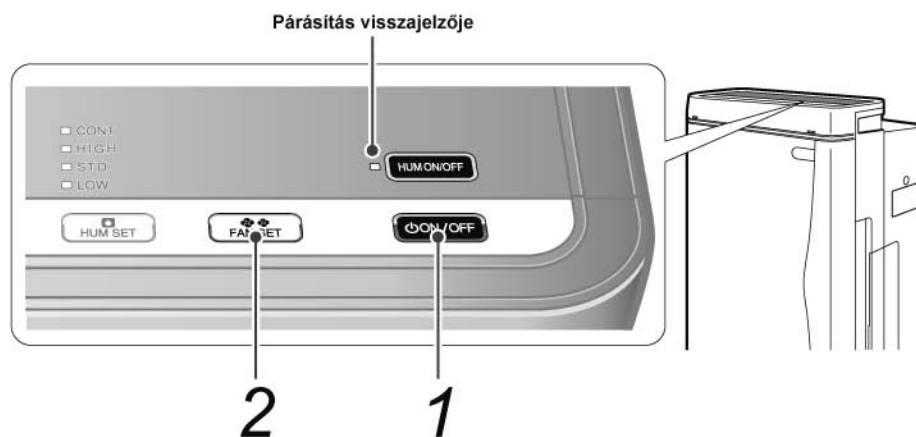 Párásítás visszajelzője
CONT.
HIGH
STD.
LOW
HUM ON/OFF
HUM SET
FAN SET
ON/OFF
2
1